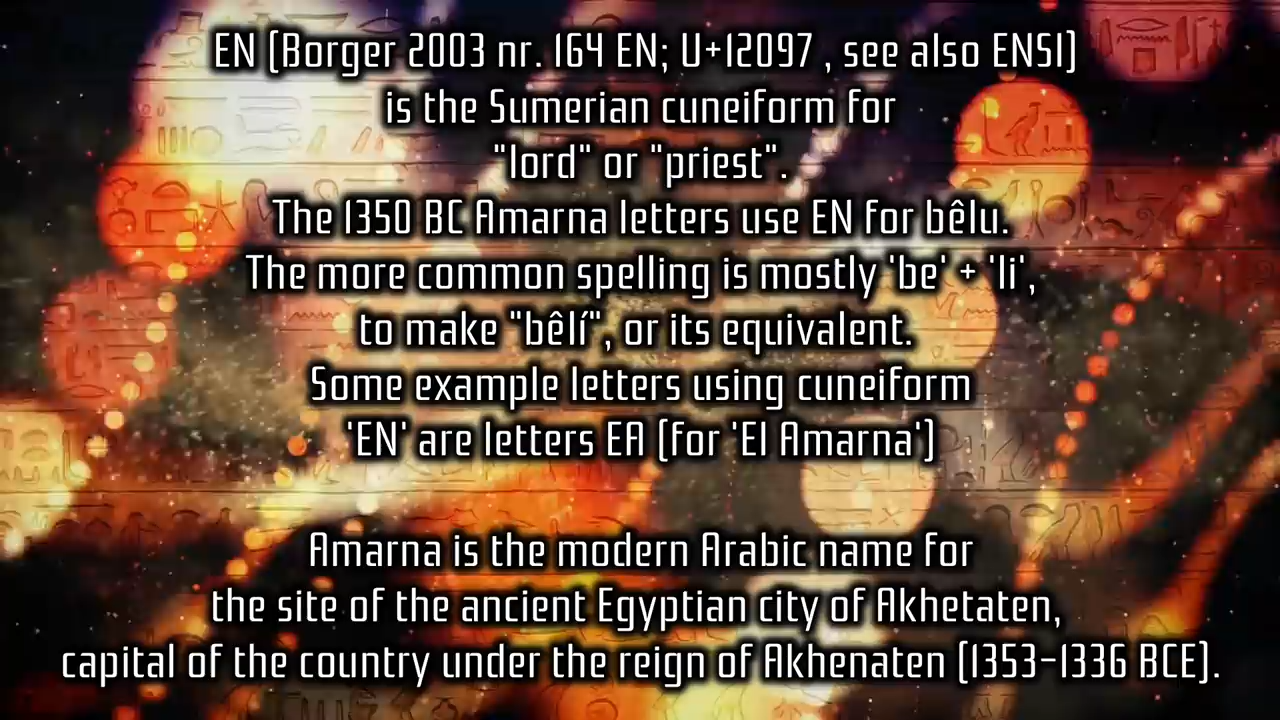 EN (Borger 2003 nr. 164 EN; U+12097 , see also ENSI)
is the Sumerian cuneiform for
"lord" or "priest".
The 1350 BC Amarna letters use EN for bêlu.
The more common spelling is mostly 'be' + 'li',
to make "bêlí", or its equivalent.
Some example letters using cuneiform
'EN' are letters EA (for 'El Amarna')
Amarna is the modern Arabic name for
the site of the ancient Egyptian city of Akhetaten,
capital of the country under the reign of Akhenaten (1353-1336 BCE).